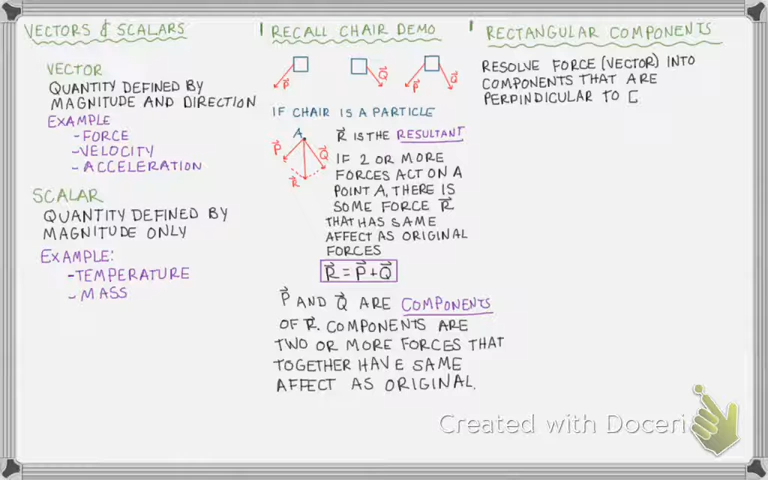 VECTORS & SCALARS
VECTOR
QUANTITY DEFINED BY
MAGNITUDE AND DIRECTION
EXAMPLE
-FORCE
-VELOCITY
-ACCELERATION
SCALAR
QUANTITY DEFINED BY
MAGNITUDE ONLY
EXAMPLE:
-TEMPERATURE
-MASS
RECALL CHAIR DEMO
P Q P Q
IF CHAIR IS A PARTICLE
A
P Q
R
R IS THE RESULTANT
IF 2 OR MORE
FORCES ACT ON A
POINT A, THERE IS
SOME FORCE R
THAT HAS SAME
AFFECT AS ORIGINAL
FORCES
R = P + Q
P AND Q ARE COMPONENTS
OF R. COMPONENTS ARE
TWO OR MORE FORCES THAT
TOGETHER HAVE SAME
AFFECT AS ORIGINAL.
RECTANGULAR COMPONENTS
RESOLVE FORCE (VECTOR) INTO
COMPONENTS THAT ARE
PERPINDICULAR TO
Created with Doceri